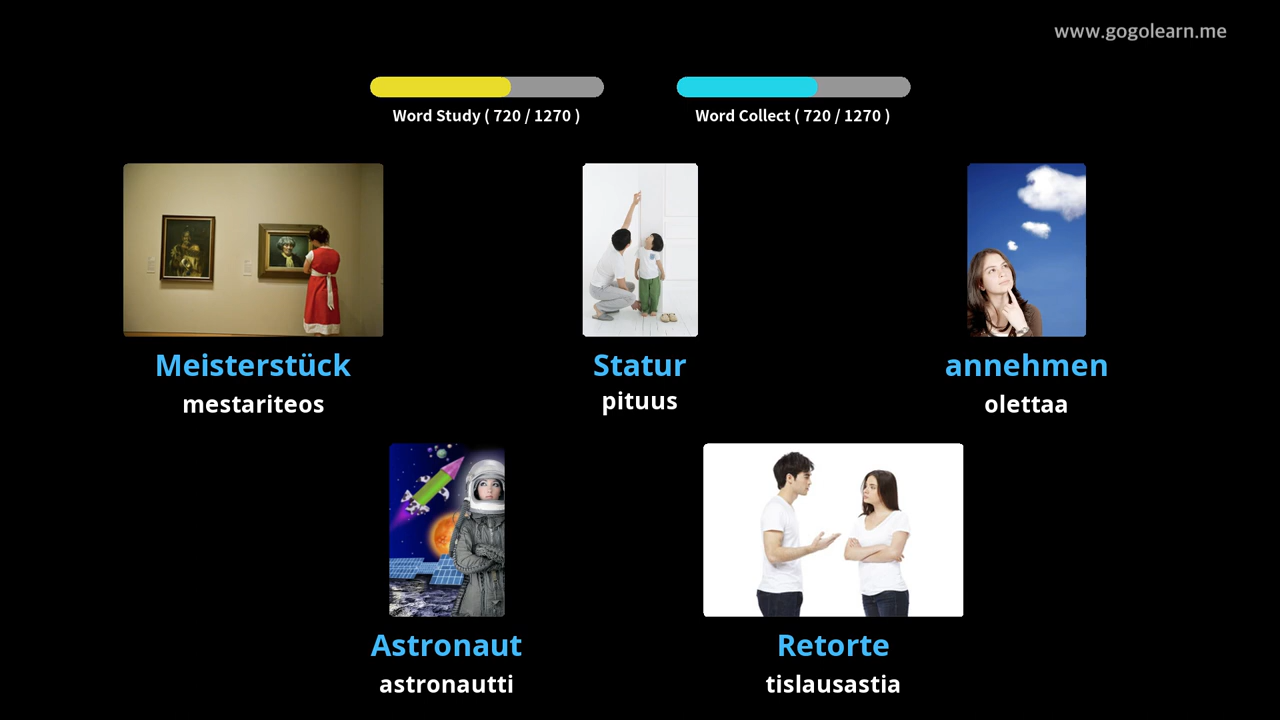 www.gogolearn.me
Word Study ( 720 / 1270 )
Word Collect ( 720 / 1270 )
Meisterstück
mestariteos
Statur
pituus
annehmen
olettaa
Astronaut
astronautti
Retorte
tislausastia